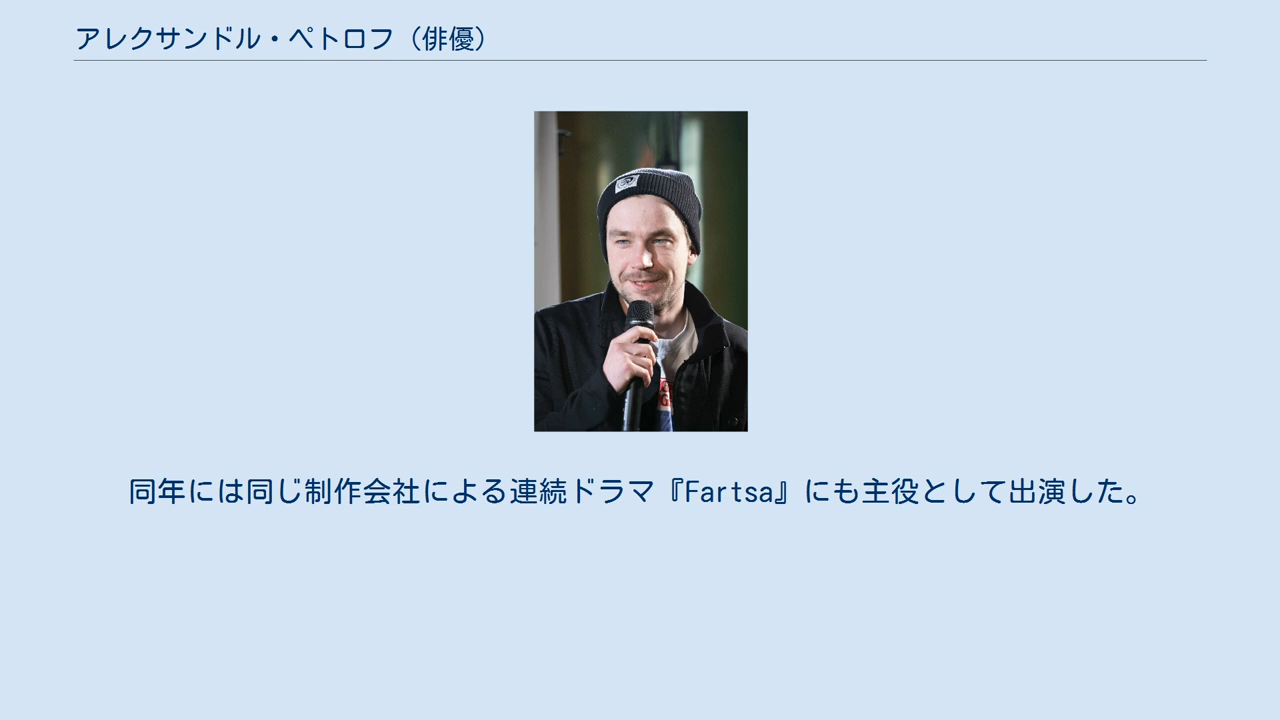 アレクサンドル・ペトロフ（俳優）
同年には同じ制作会社による連続ドラマ『Fartsa』にも主役として出演した。